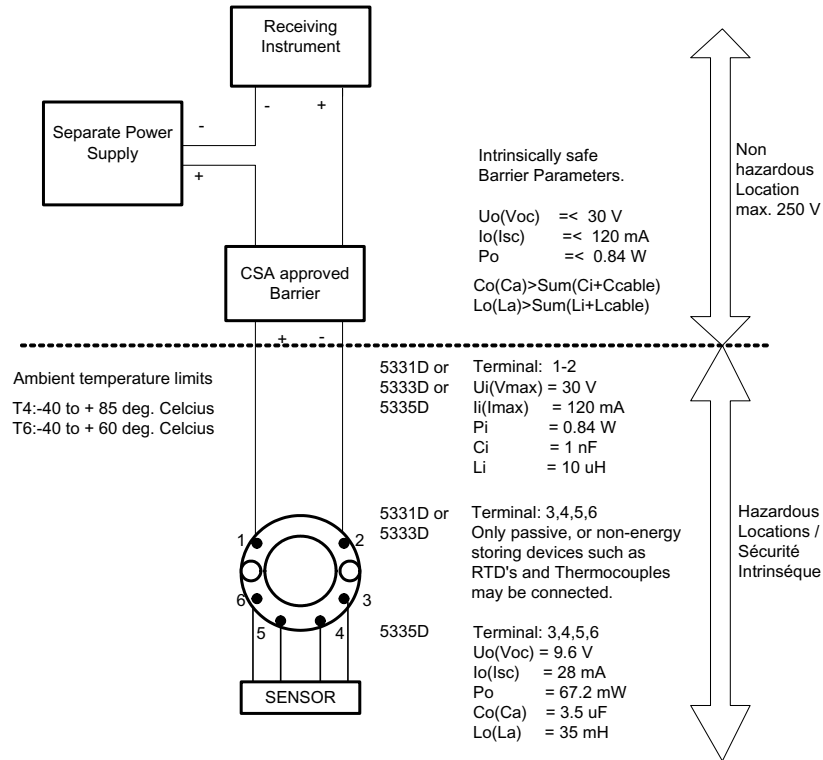 Receiving
Instrument
- +
Separate Power
Supply
-
+
CSA approved
Barrier
+ -
Intrinsically safe
Barrier Parameters.
Uo(Voc) =< 30 V
Io(Isc) =< 120 mA
Po =< 0.84 W
Co(Ca)>Sum(Ci+Ccable)
Lo(La)>Sum(Li+Lcable)
Non
hazardous
Location
max. 250 V
Ambient temperature limits
T4:-40 to + 85 deg. Celcius
T6:-40 to + 60 deg. Celcius
5331D or
5333D or
5335D
Terminal: 1-2
Ui(Vmax) = 30 V
Ii(Imax) = 120 mA
Pi = 0.84 W
Ci = 1 nF
Li = 10 uH
1 2
6 3
5 4
SENSOR
5331D or
5333D
Terminal: 3,4,5,6
Only passive, or non-energy
storing devices such as
RTD's and Thermocouples
may be connected.
5335D
Terminal: 3,4,5,6
Uo(Voc) = 9.6 V
Io(Isc) = 28 mA
Po = 67.2 mW
Co(Ca) = 3.5 uF
Lo(La) = 35 mH
Hazardous
Locations /
Sécurité
Intrinséque